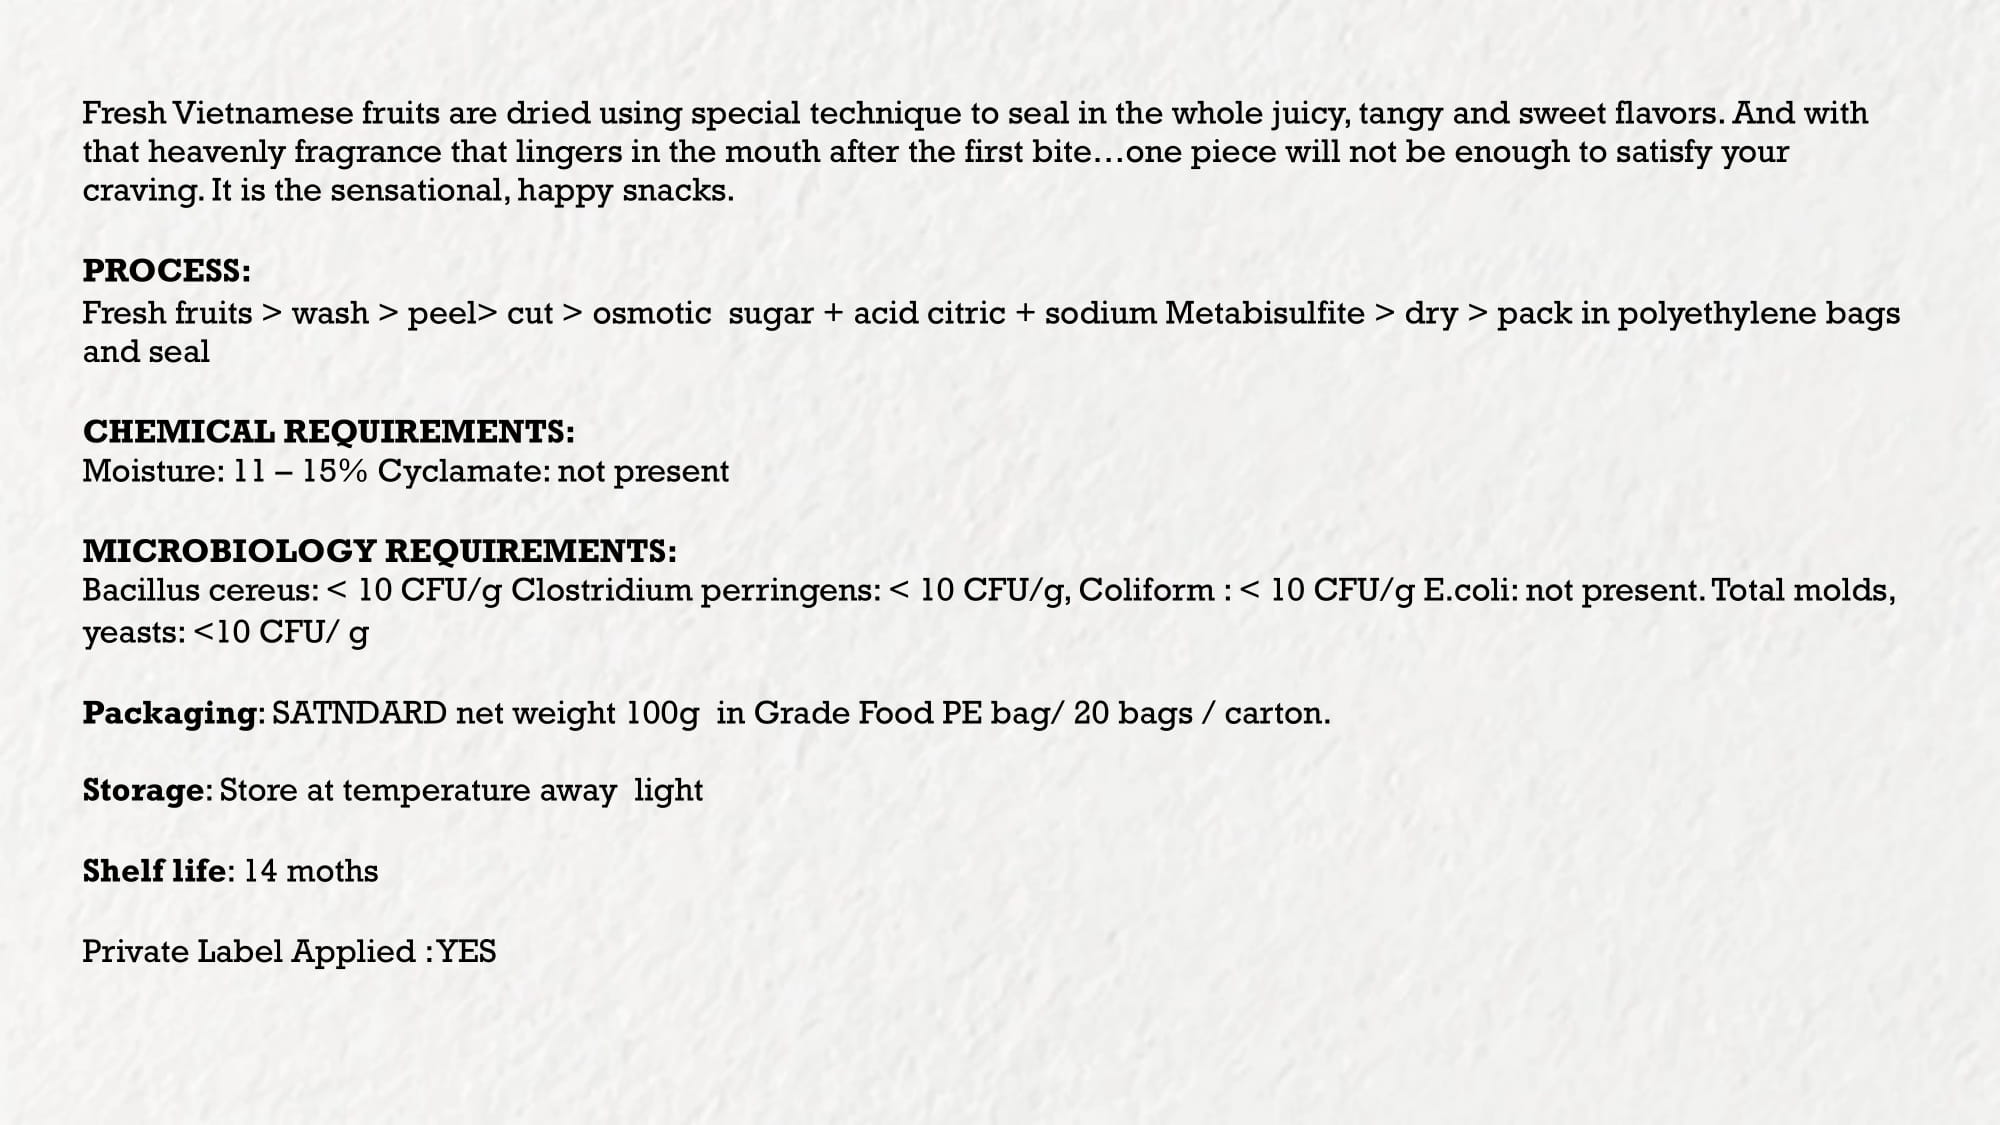 Fresh Vietnamese fruits are dried using special technique to seal in the whole juicy, tangy and sweet flavors. And with
that heavenly fragrance that lingers in the mouth after the first bite…one piece will not be enough to satisfy your
craving. It is the sensational, happy snacks.
PROCESS:
Fresh fruits > wash > peel> cut > osmotic  sugar + acid citric + sodium Metabisulfite > dry > pack in polyethylene bags
and seal
CHEMICAL REQUIREMENTS:
Moisture: 11 – 15% Cyclamate: not present
MICROBIOLOGY REQUIREMENTS:
Bacillus cereus: < 10 CFU/g Clostridium perringens: < 10 CFU/g, Coliform : < 10 CFU/g E.coli: not present. Total molds,
yeasts: <10 CFU/ g
Packaging: SATNDARD net weight 100g  in Grade Food PE bag/ 20 bags / carton.
Storage: Store at temperature away  light
Shelf life: 14 moths
Private Label Applied : YES